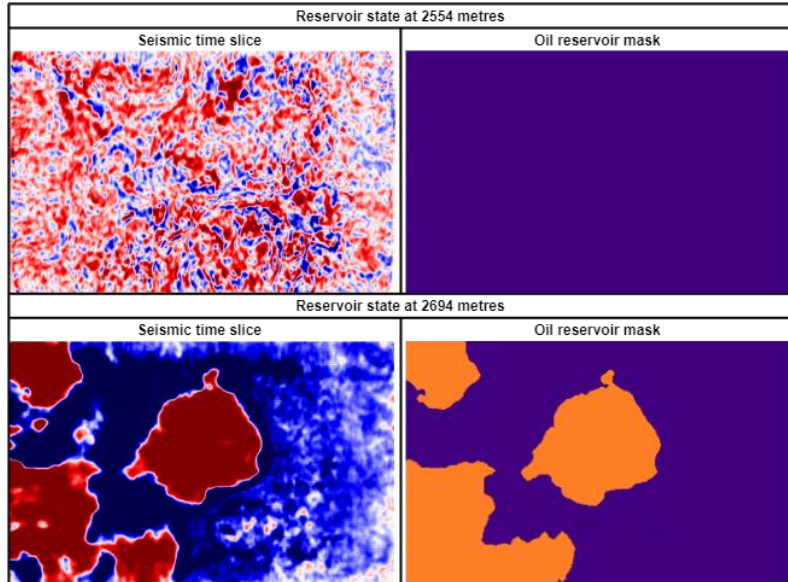 Reservoir state at 2554 metres
Seismic time slice
Oil reservoir mask
Reservoir state at 2694 metres
Seismic time slice
Oil reservoir mask